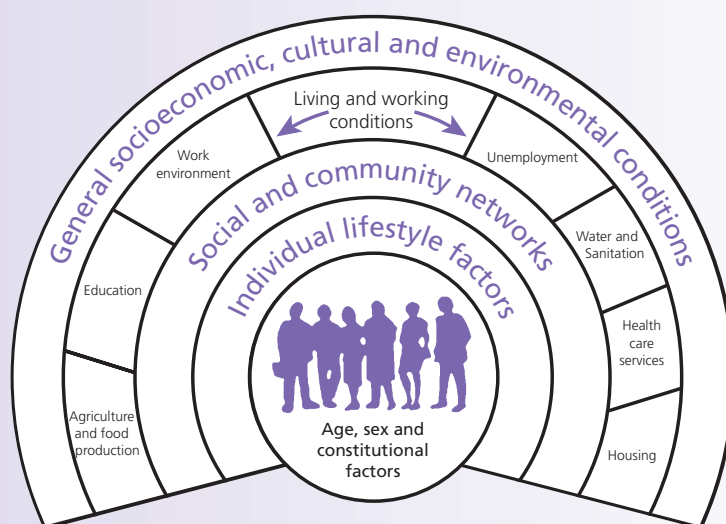 General socioeconomic, cultural and environmental conditions
Living and working
conditions
Work
environment
Unemployment
Social and community networks
Water and
Sanitation
Individual lifestyle factors
Education
Health
care
services
Agriculture
and food
production
Age, sex and
constitutional
factors
Housing